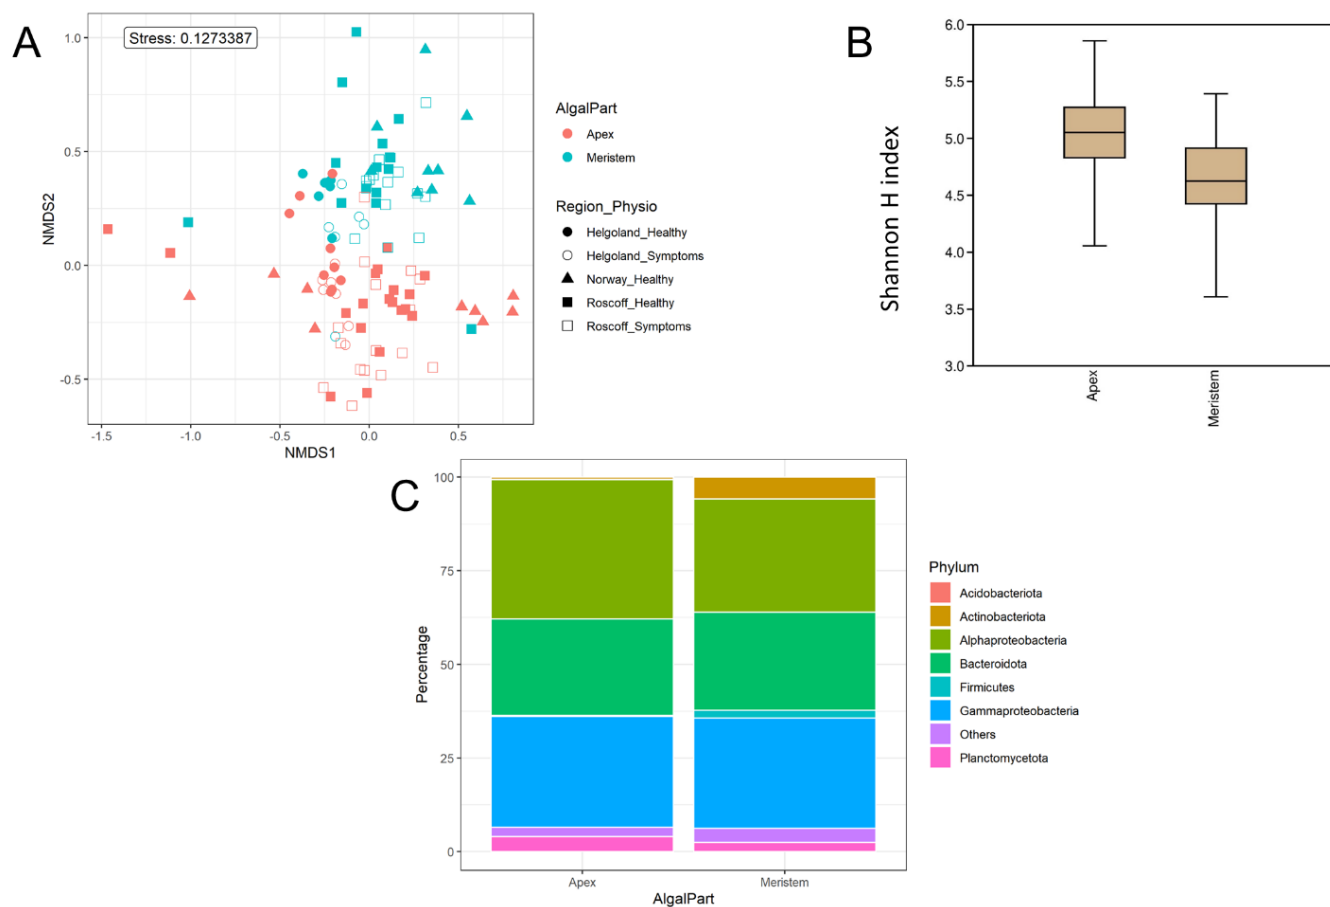 A
Stress: 0.1273387
1.0
0.5
0.0
-0.5
NMDS2
-1.5
-1.0
-0.5
0.0
0.5
NMDS1
AlgalPart
Apex
Meristem
Region_Physio
Helgoland_Healthy
Helgoland_Symptoms
Norway_Healthy
Roscoff_Healthy
Roscoff_Symptoms
B
6.0
5.5
5.0
4.5
4.0
3.5
3.0
Shannon H index
Apex
Meristem
C
100
75
50
25
0
Percentage
Apex
Meristem
AlgalPart
Phylum
Acidobacteriota
Actinobacteriota
Alphaproteobacteria
Bacteroidota
Firmicutes
Gammaproteobacteria
Others
Planctomycetota